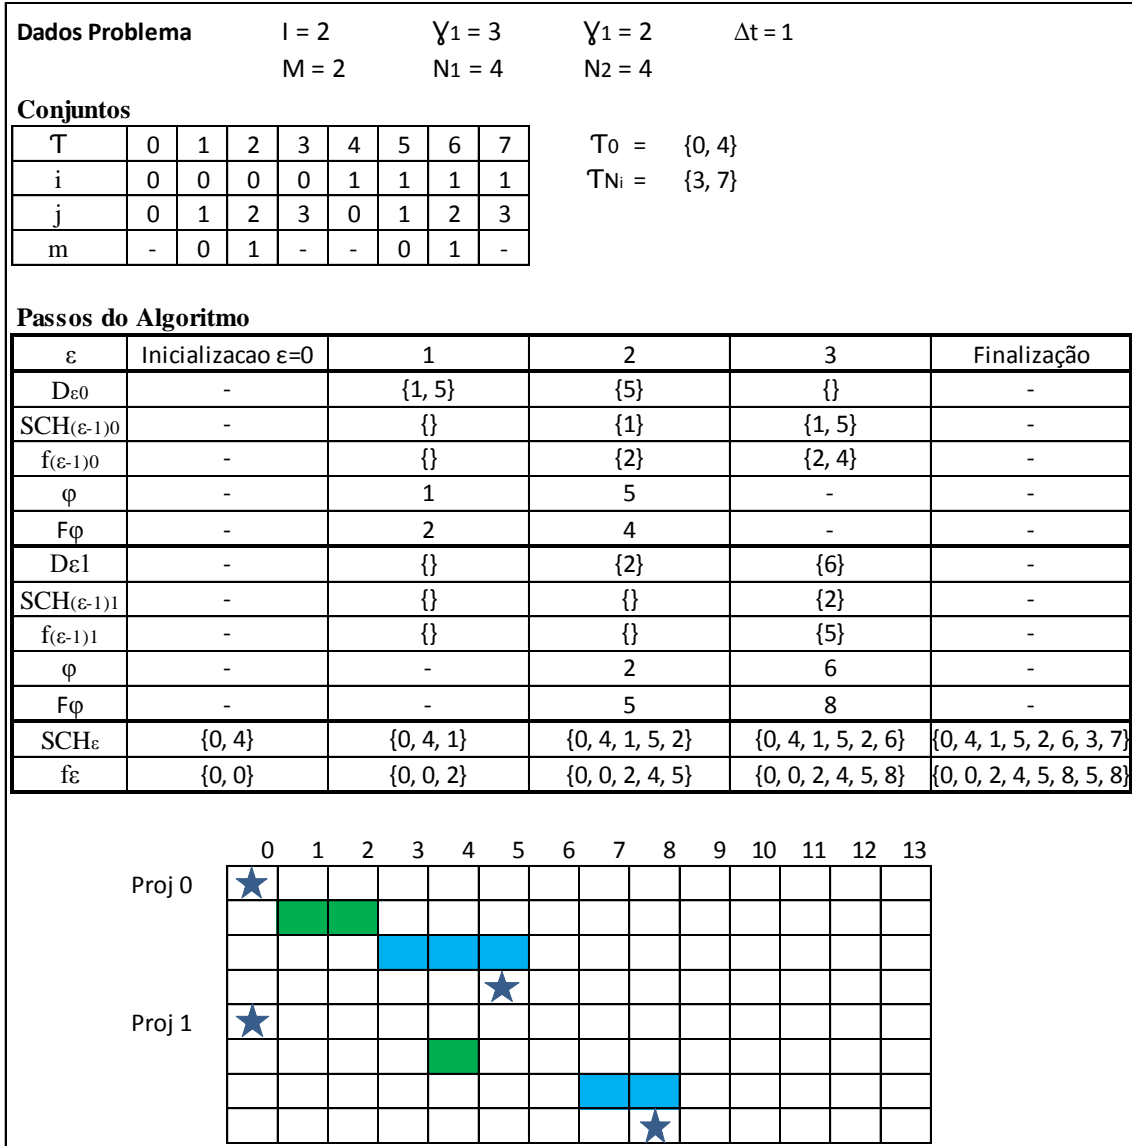 Dados Problema I = 2 Ɣ1 = 3 Ɣ1 = 2 Δt = 1
M = 2 N1 = 4 N2 = 4
Conjuntos
Ƭ 0 1 2 3 4 5 6 7 Ƭ0 = {0, 4}
i 0 0 0 0 1 1 1 1 ƬNi = {3, 7}
j 0 1 2 3 0 1 2 3
m - 0 1 - - 0 1 -
Passos do Algoritmo
ε Inicializacao ε=0 1 2 3 Finalização
Dε0 - {1, 5} {5} {} -
SCH(ε-1)0 - {} {1} {1, 5} -
f(ε-1)0 - {} {2} {2, 4} -
φ - 1 5 - -
Fφ - 2 4 - -
Dε1 - {} {2} {6} -
SCH(ε-1)1 - {} {} {2} -
f(ε-1)1 - {} {} {5} -
φ - - 2 6 -
Fφ - - 5 8 -
SCHε {0, 4} {0, 4, 1} {0, 4, 1, 5, 2} {0, 4, 1, 5, 2, 6} {0, 4, 1, 5, 2, 6, 3, 7}
fε {0, 0} {0, 0, 2} {0, 0, 2, 4, 5} {0, 0, 2, 4, 5, 8} {0, 0, 2, 4, 5, 8, 5, 8}
0 1 2 3 4 5 6 7 8 9 10 11 12 13
Proj 0
Proj 1